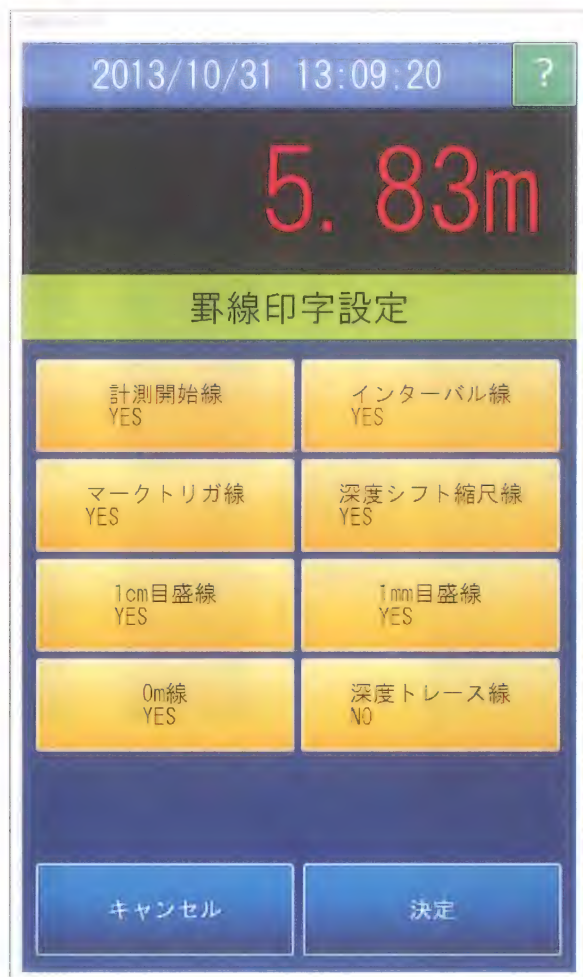 2013/10/31 13:09:20 ?
5.83m
罫線印字設定
計測開始線
YES
インターバル線
YES
マークトリガ線
YES
深度シフト縮尺線
YES
1cm目盛線
YES
1mm目盛線
YES
0m線
YES
深度トレース線
NO
キャンセル
決定